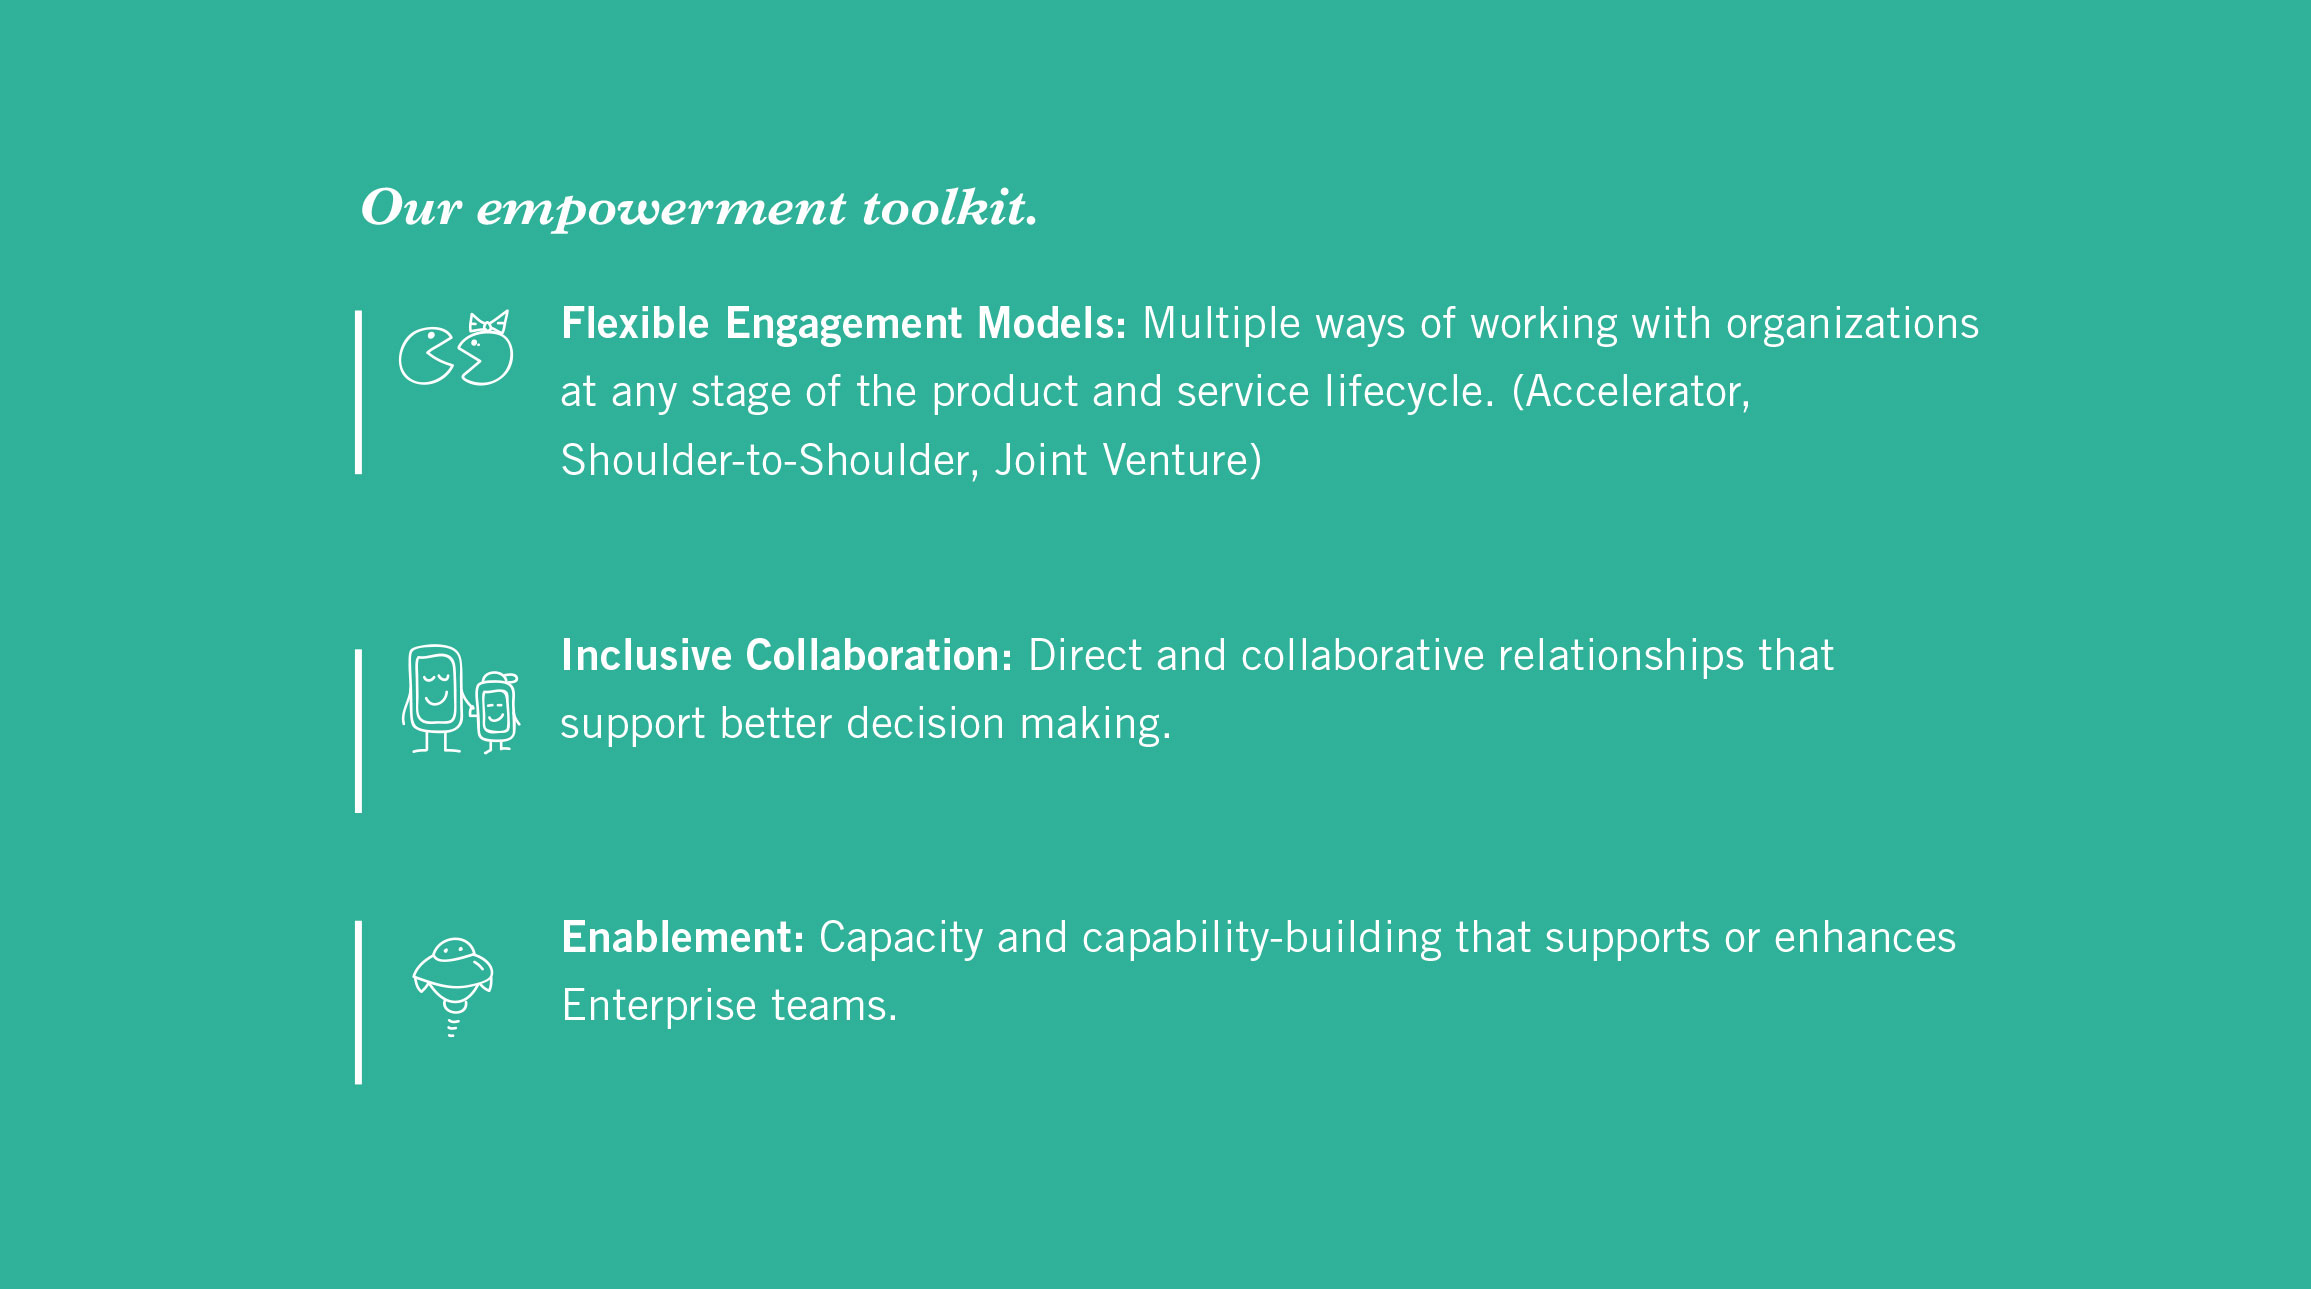 Our empowerment toolkit.
Flexible Engagement Models: Multiple ways of working with organizations
at any stage of the product and service lifecycle. (Accelerator,
Shoulder-to-Shoulder, Joint Venture)
Inclusive Collaboration: Direct and collaborative relationships that
support better decision making.
Enablement: Capacity and capability-building that supports or enhances
Enterprise teams.